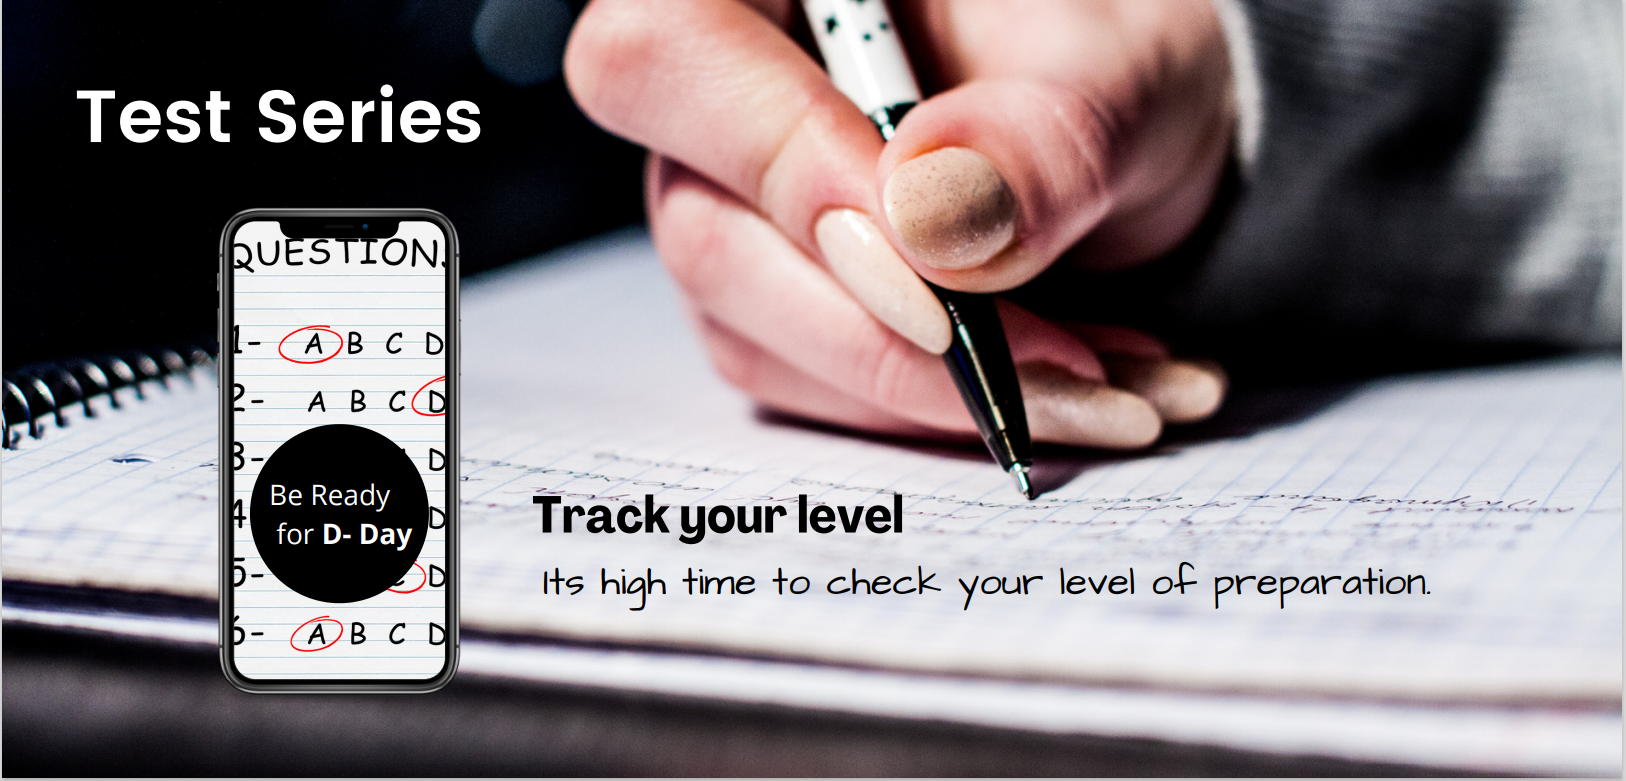 Test Series
QUESTION.
1- A B C D
2- A B C D
3- D
4 D
5- D
6- A B C D
Be Ready
for D- Day
Track your level
Its high time to check your level of preparation.